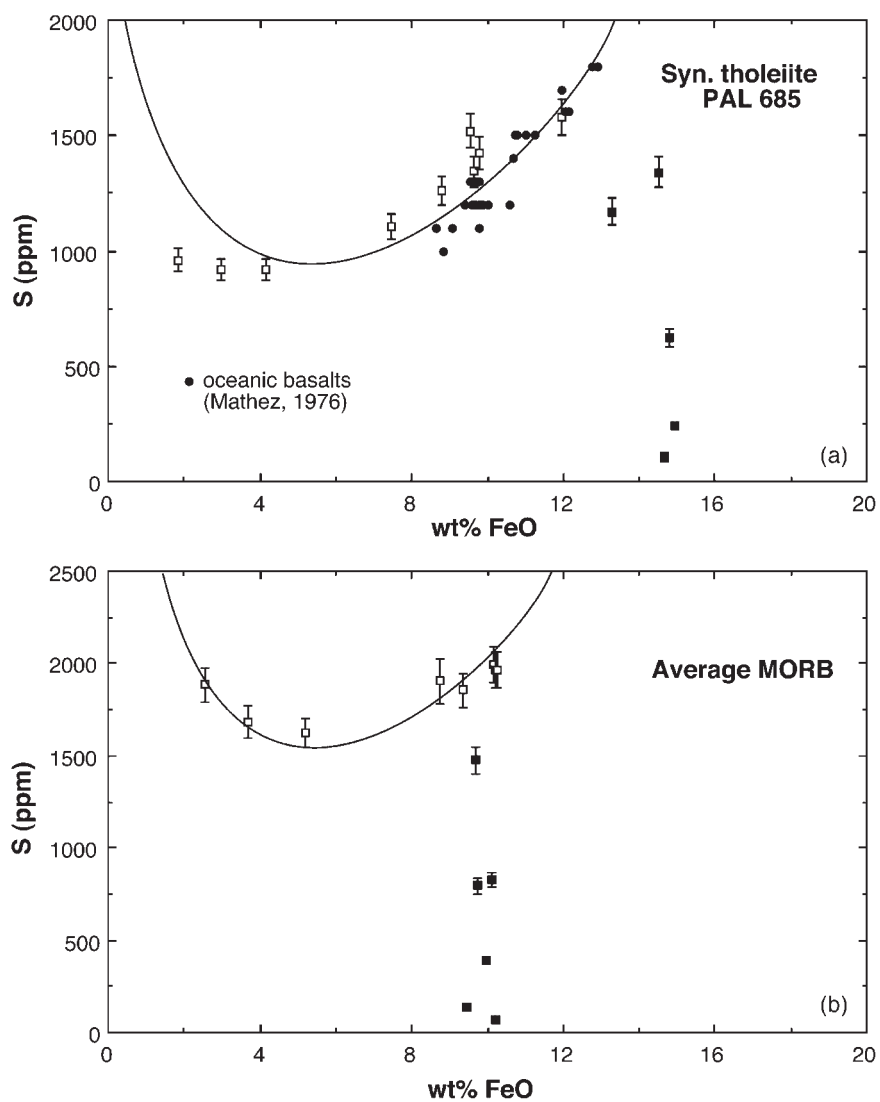 2000
1500
1000
500
0
S (ppm)
Syn. tholeiite
PAL 685
● oceanic basalts
(Mathez, 1976)
(a)
0 4 8 12 16 20
wt% FeO
2500
2000
1500
1000
500
0
S (ppm)
Average MORB
(b)
0 4 8 12 16 20
wt% FeO